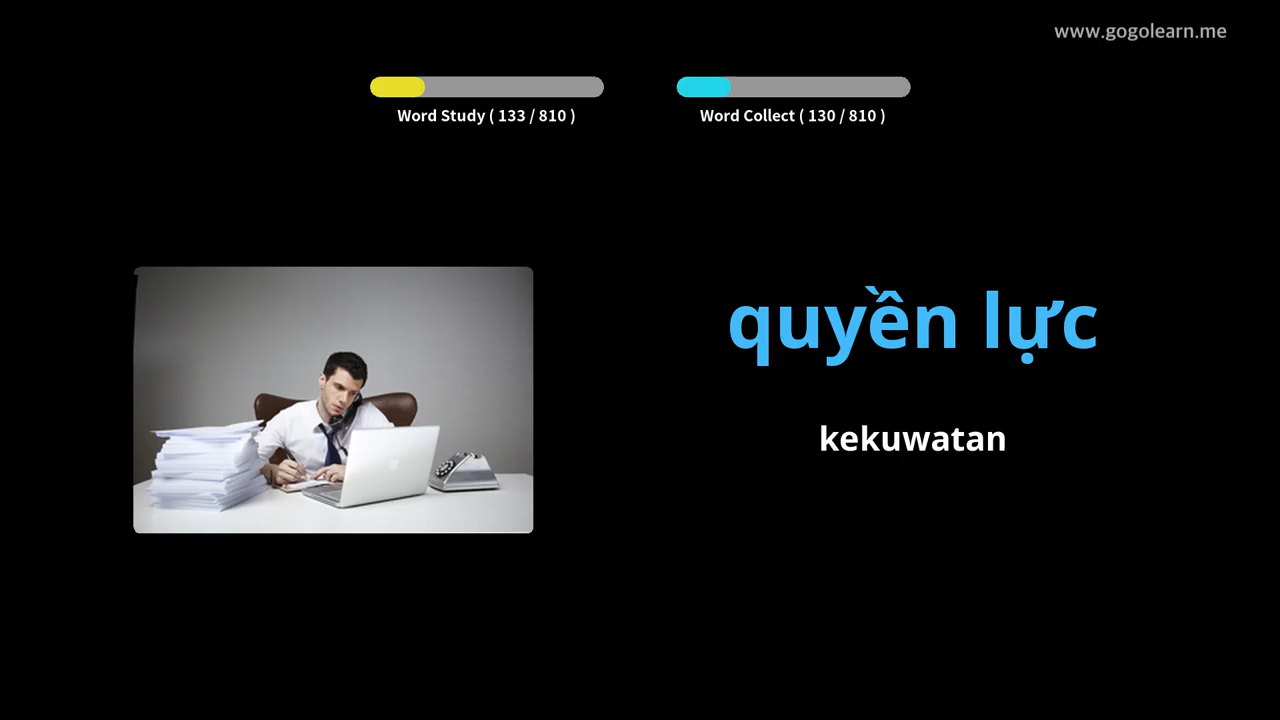 www.gogolearn.me
Word Study ( 133 / 810 )
Word Collect ( 130 / 810 )
quyền lực
kekuwatan